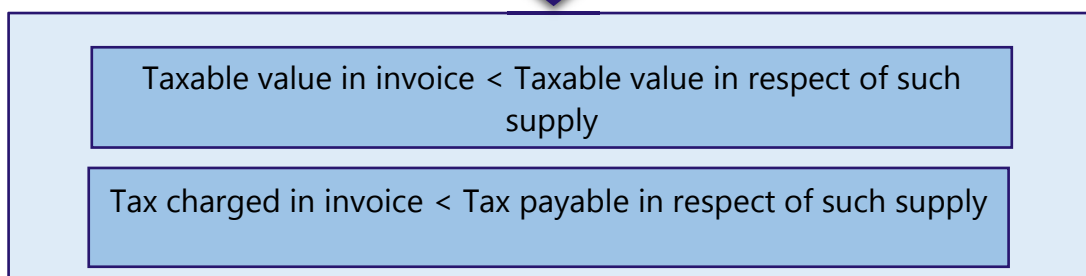 Taxable value in invoice < Taxable value in respect of such
supply
Tax charged in invoice < Tax payable in respect of such supply